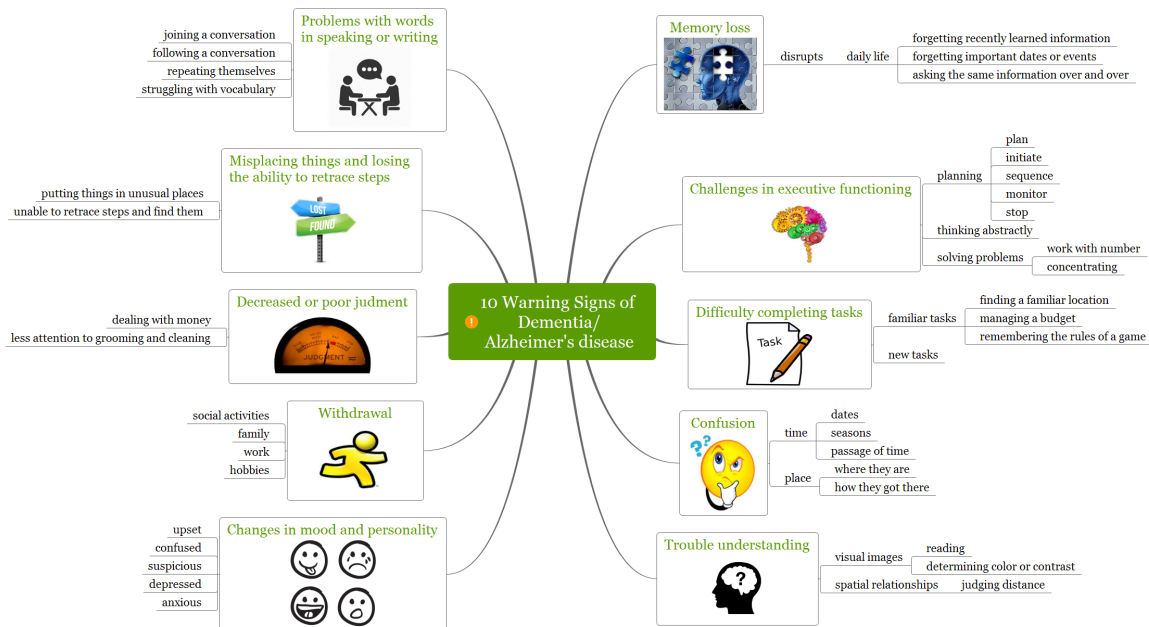 10 Warning Signs of
Dementia/
Alzheimer's disease
Memory loss
disrupts
daily life
forgetting recently learned information
forgetting important dates or events
asking the same information over and over
Challenges in executive functioning
planning
plan
initiate
sequence
monitor
stop
thinking abstractly
solving problems
work with number
concentrating
Difficulty completing tasks
Task
familiar tasks
finding a familiar location
managing a budget
remembering the rules of a game
new tasks
Confusion
time
dates
seasons
passage of time
place
where they are
how they got there
Trouble understanding
visual images
reading
determining color or contrast
spatial relationships
judging distance
Problems with words
in speaking or writing
joining a conversation
following a conversation
repeating themselves
struggling with vocabulary
Misplacing things and losing
the ability to retrace steps
LOST
FOUND
putting things in unusual places
unable to retrace steps and find them
Decreased or poor judment
JUDGMENT
dealing with money
less attention to grooming and cleaning
Withdrawal
social activities
family
work
hobbies
Changes in mood and personality
upset
confused
suspicious
depressed
anxious